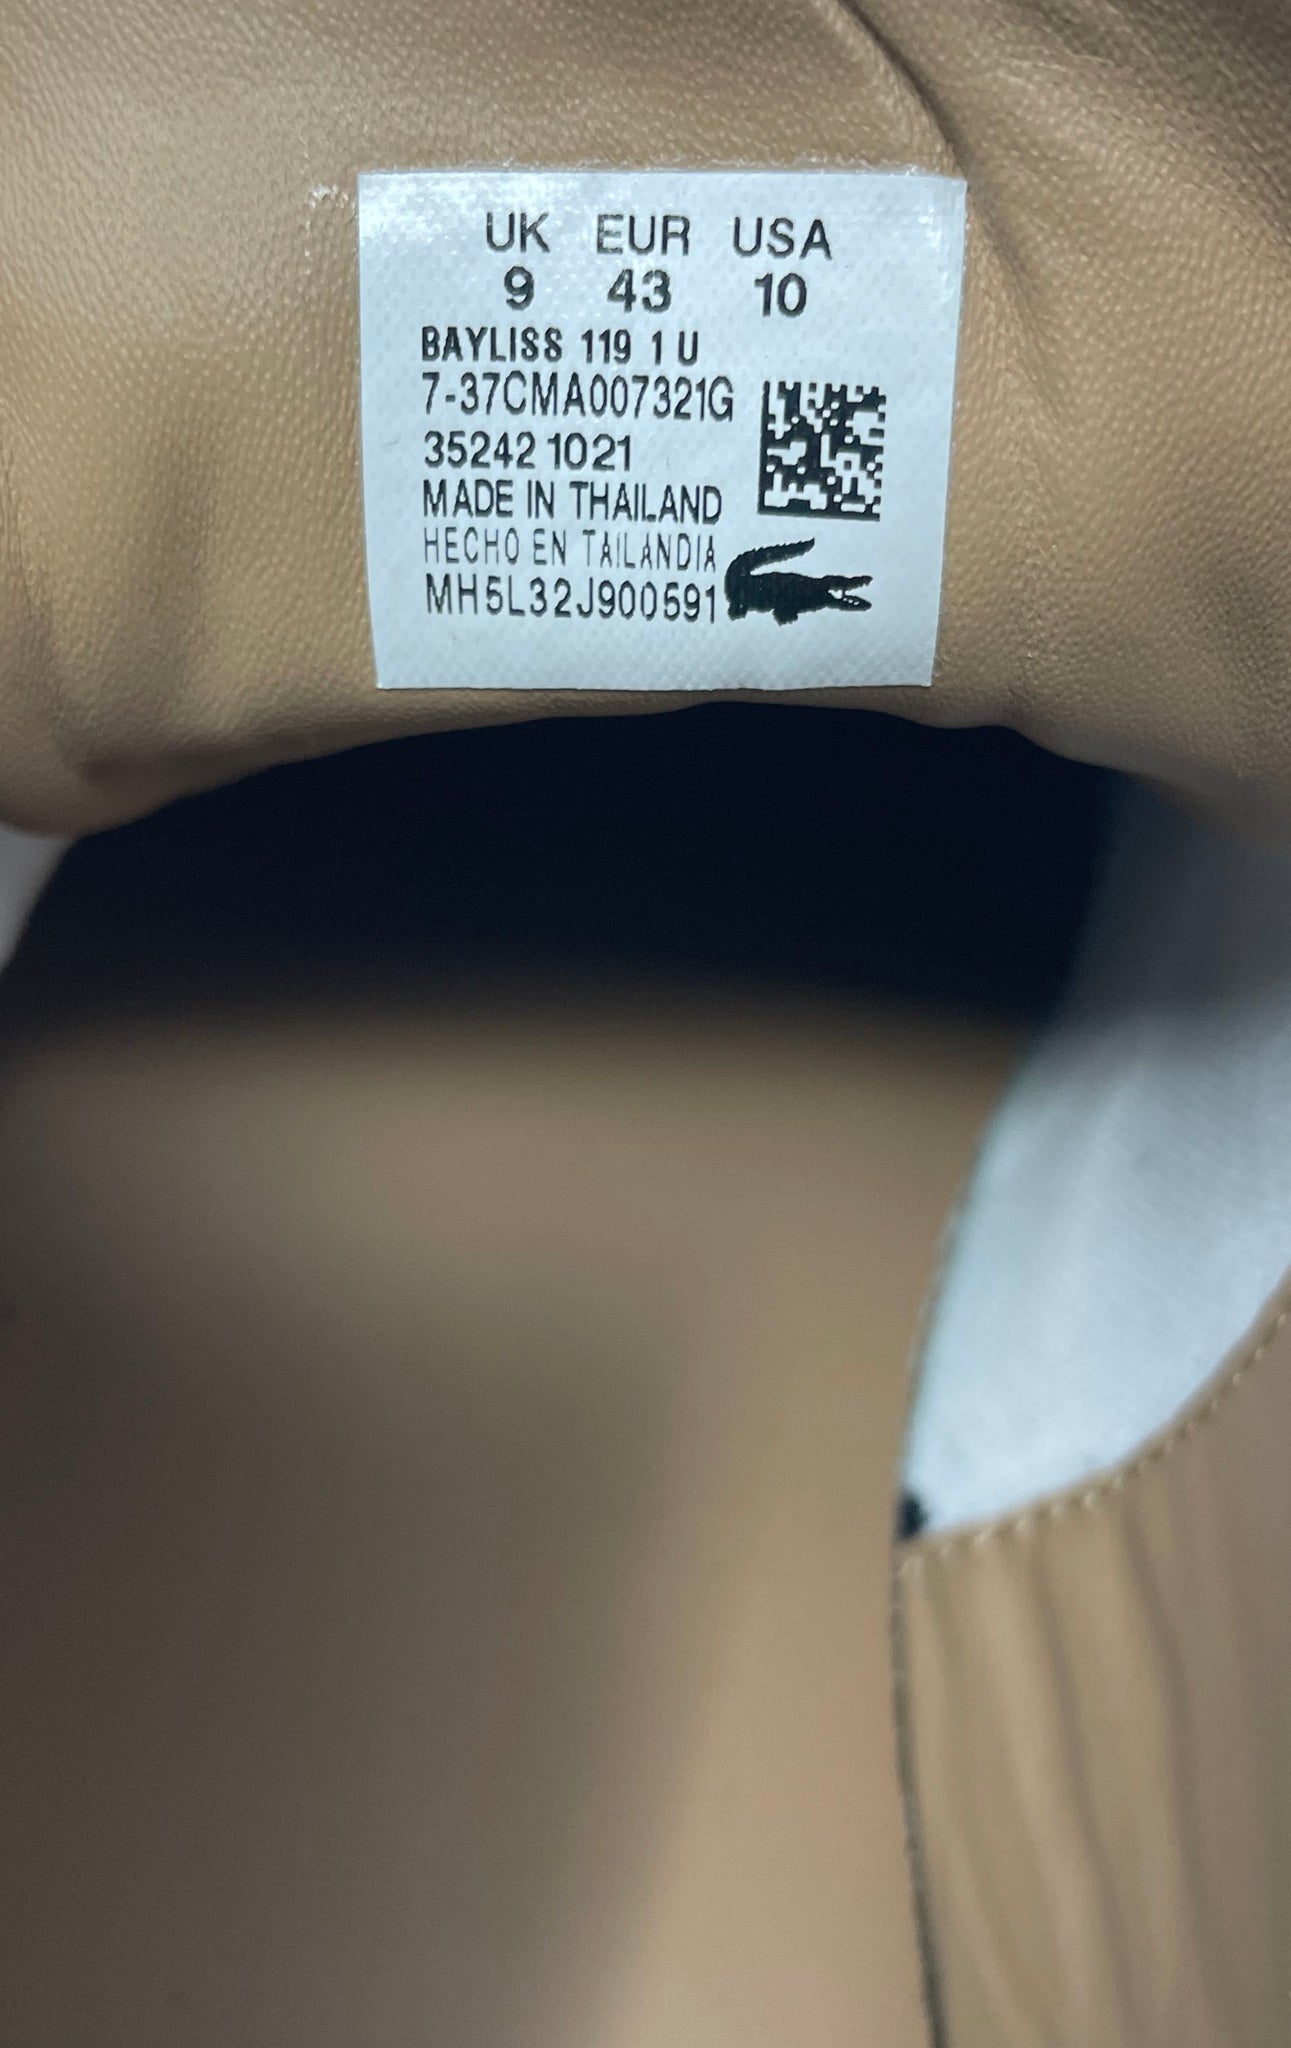 UK EUR USA
9 43 10
BAYLISS 119 1 U
7-37CMA007321G
35242 1021
MADE IN THAILAND
HECHO EN TAILANDIA
MH5L32J900591